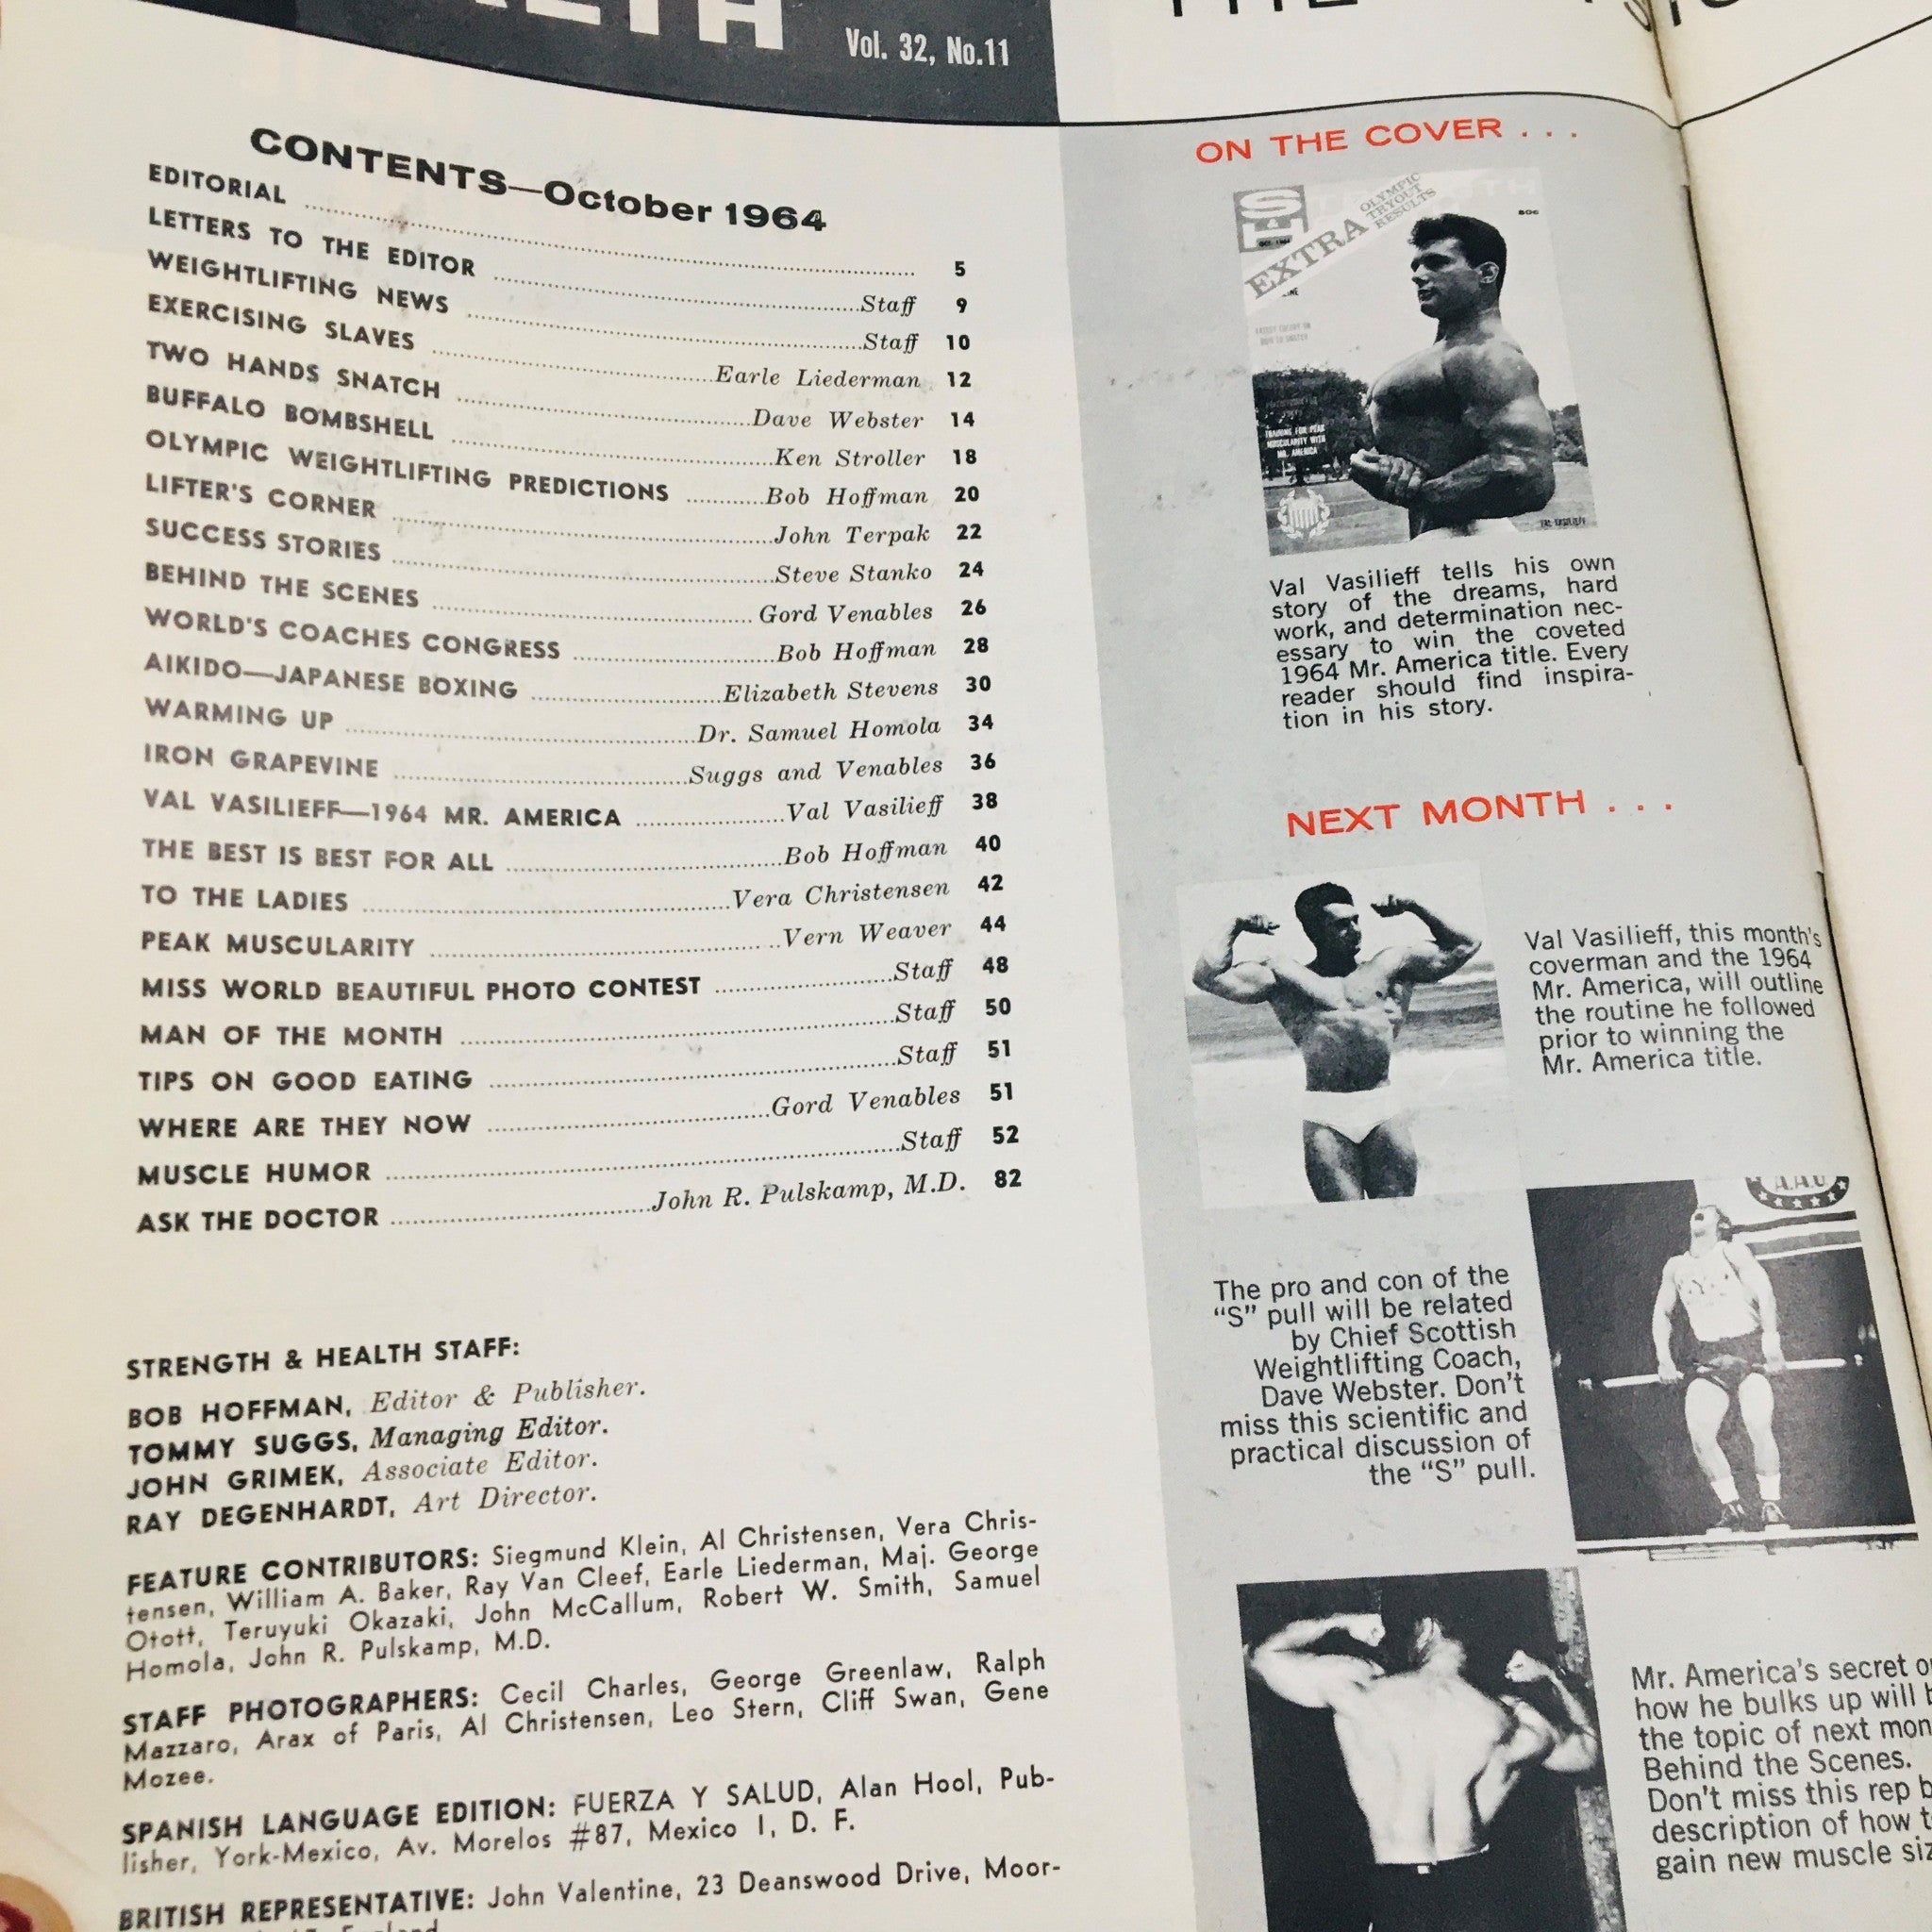 Vol. 32, No.11
CONTENTS—October 1964
EDITORIAL ........ 5
LETTERS TO THE EDITOR ........ Staff 9
WEIGHTLIFTING NEWS ........ Staff 10
EXERCISING SLAVES ........ Earle Liederman 12
TWO HANDS SNATCH ........ Dave Webster 14
BUFFALO BOMBSHELL ........ Ken Stroller 18
OLYMPIC WEIGHTLIFTING PREDICTIONS ........ Bob Hoffman 20
LIFTER'S CORNER ........ John Terpak 22
SUCCESS STORIES ........ Steve Stanko 24
BEHIND THE SCENES ........ Gord Venables 26
WORLD'S COACHES CONGRESS ........ Bob Hoffman 28
AIKIDO—JAPANESE BOXING ........ Elizabeth Stevens 30
WARMING UP ........ Dr. Samuel Homola 34
IRON GRAPEVINE ........ Suggs and Venables 36
VAL VASILIEFF—1964 MR. AMERICA ........ Val Vasilieff 38
THE BEST IS BEST FOR ALL ........ Bob Hoffman 40
TO THE LADIES ........ Vera Christensen 42
PEAK MUSCULARITY ........ Vern Weaver 44
MISS WORLD BEAUTIFUL PHOTO CONTEST ........ Staff 48
MAN OF THE MONTH ........ Staff 50
TIPS ON GOOD EATING ........ Staff 51
WHERE ARE THEY NOW ........ Gord Venables 51
MUSCLE HUMOR ........ Staff 52
ASK THE DOCTOR ........ John R. Pulskamp, M.D. 82
STRENGTH & HEALTH STAFF:
BOB HOFFMAN, Editor & Publisher.
TOMMY SUGGS, Managing Editor.
JOHN GRIMEK, Associate Editor.
RAY DEGENHARDT, Art Director.
FEATURE CONTRIBUTORS: Siegmund Klein, Al Christensen, Vera Chris-
tensen, William A. Baker, Ray Van Cleef, Earle Liederman, Maj. George
Otott, Teruyuki Okazaki, John McCallum, Robert W. Smith, Samuel
Homola, John R. Pulskamp, M.D.
STAFF PHOTOGRAPHERS: Cecil Charles, George Greenlaw, Ralph
Mazzaro, Arax of Paris, Al Christensen, Leo Stern, Cliff Swan, Gene
Mozee.
SPANISH LANGUAGE EDITION: FUERZA Y SALUD, Alan Hool, Pub-
lisher, York-Mexico, Av. Morelos #87, Mexico I, D. F.
BRITISH REPRESENTATIVE: John Valentine, 23 Deanswood Drive, Moor-
England
ON THE COVER . . .
S
&
H
EXTRA
OLYMPIC
TRYOUT
RESULTS
50¢
TRAINING FOR PEAK
MUSCULARITY WITH
MR. AMERICA
VAL VASILIEFF
Val Vasilieff tells his own
story of the dreams, hard
work, and determination nec-
essary to win the coveted
1964 Mr. America title. Every
reader should find inspira-
tion in his story.
NEXT MONTH . . .
Val Vasilieff, this month's
coverman and the 1964
Mr. America, will outline
the routine he followed
prior to winning the
Mr. America title.
A.A.U
The pro and con of the
“S” pull will be related
by Chief Scottish
Weightlifting Coach,
Dave Webster. Don't
miss this scientific and
practical discussion of
the “S” pull.
Mr. America's secret
how he bulks up will
the topic of next
Behind the Scenes.
Don't miss this rep
description of how
gain new muscle